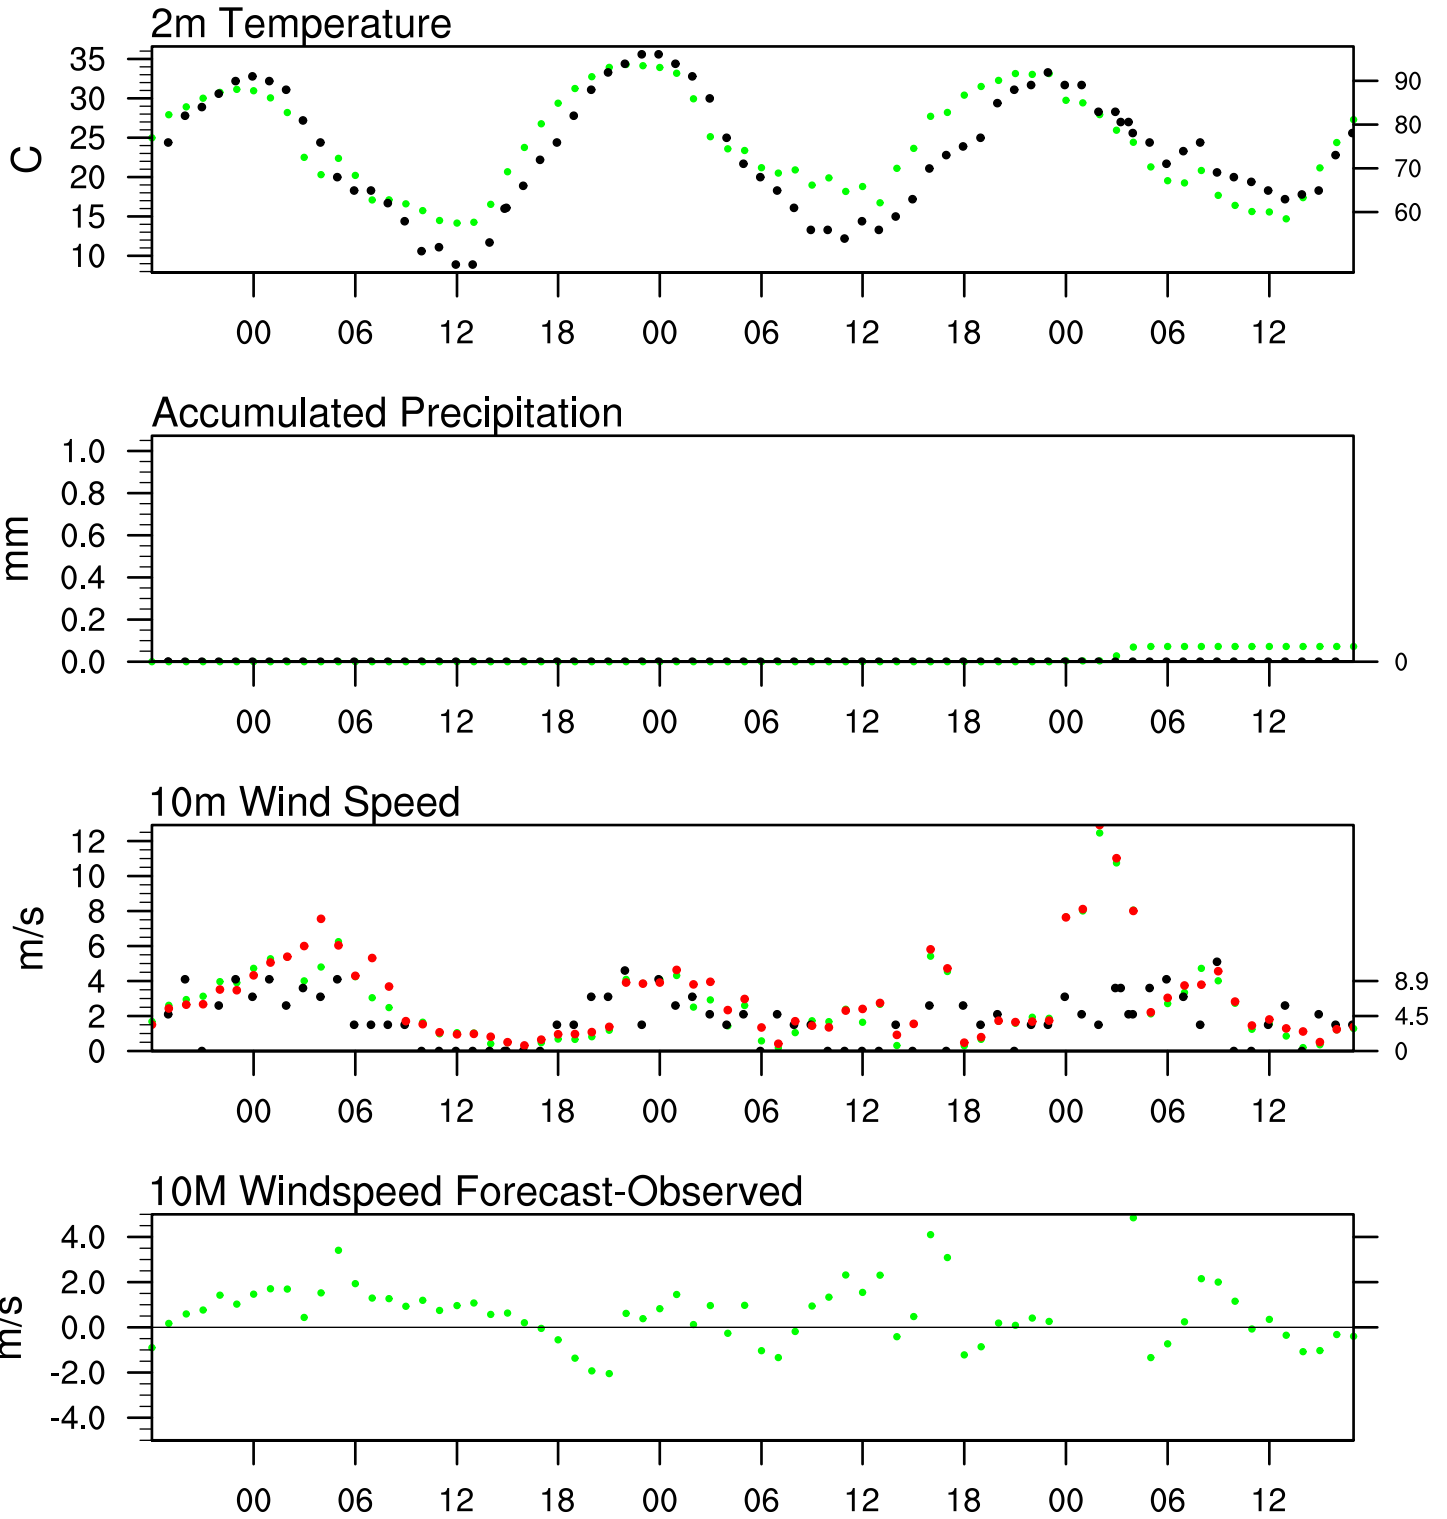 2m Temperature
35
30
25
20
15
10
C
90
80
70
60
00 06 12 18 00 06 12 18 00 06 12
Accumulated Precipitation
1.0
0.8
0.6
0.4
0.2
0.0
mm
0
00 06 12 18 00 06 12 18 00 06 12
10m Wind Speed
12
10
8
6
4
2
0
m/s
8.9
4.5
0
00 06 12 18 00 06 12 18 00 06 12
10M Windspeed Forecast-Observed
4.0
2.0
0.0
-2.0
-4.0
m/s
00 06 12 18 00 06 12 18 00 06 12